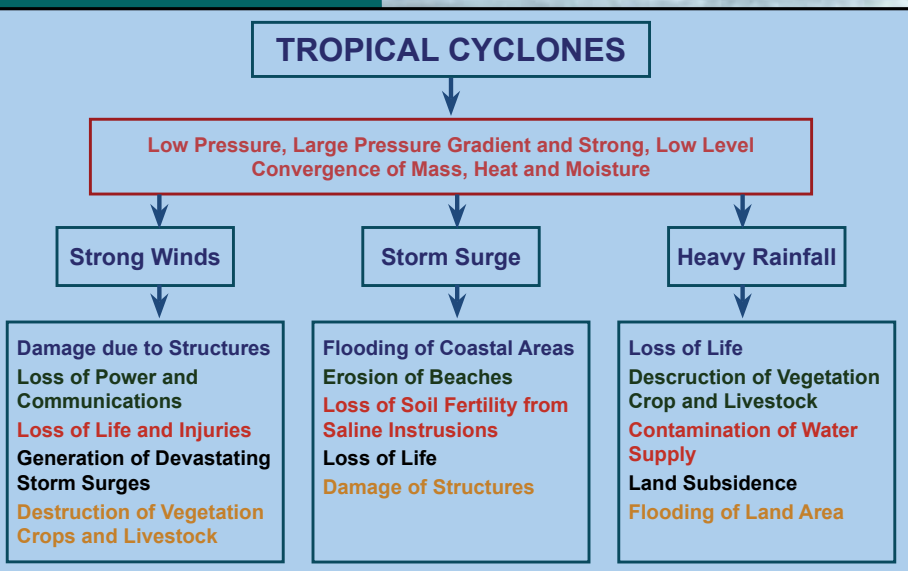 TROPICAL CYCLONES
Low Pressure, Large Pressure Gradient and Strong, Low Level
Convergence of Mass, Heat and Moisture
Strong Winds
Storm Surge
Heavy Rainfall
Damage due to Structures
Loss of Power and
Communications
Loss of Life and Injuries
Generation of Devastating
Storm Surges
Destruction of Vegetation
Crops and Livestock
Flooding of Coastal Areas
Erosion of Beaches
Loss of Soil Fertility from
Saline Instrusions
Loss of Life
Damage of Structures
Loss of Life
Descruction of Vegetation
Crop and Livestock
Contamination of Water
Supply
Land Subsidence
Flooding of Land Area